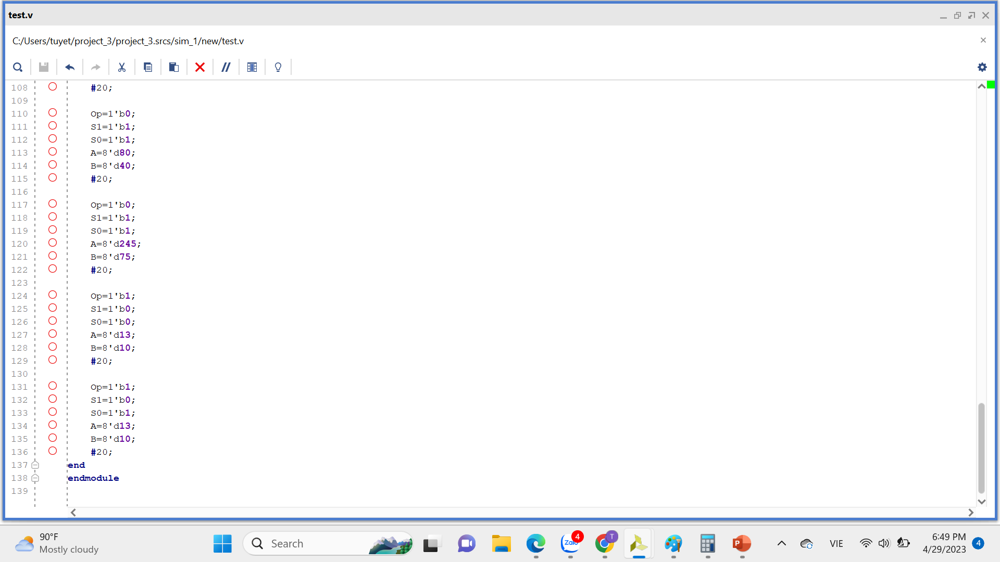 test.v
C:/Users/tuyet/project_3/project_3.srcs/sim_1/new/test.v
108 #20;
109
110 Op=1'b0;
111 S1=1'b1;
112 S0=1'b1;
113 A=8'd80;
114 B=8'd40;
115 #20;
116
117 Op=1'b0;
118 S1=1'b1;
119 S0=1'b1;
120 A=8'd245;
121 B=8'd75;
122 #20;
123
124 Op=1'b1;
125 S1=1'b0;
126 S0=1'b0;
127 A=8'd13;
128 B=8'd10;
129 #20;
130
131 Op=1'b1;
132 S1=1'b0;
133 S0=1'b1;
134 A=8'd13;
135 B=8'd10;
136 #20;
137 end
138 endmodule
139
90°F
Mostly cloudy
Search
Zalo
4
T
P
VIE
6:49 PM
4/29/2023
4